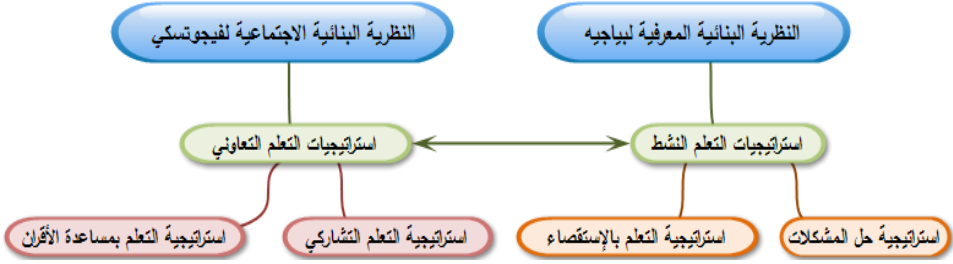 النظرية البنائية المعرفية لبياجيه
النظرية البنائية الاجتماعية لفيجوتسكي
استراتيجيات التعلم النشط
استراتيجيات التعلم التعاوني
استراتيجية حل المشكلات
استراتيجية التعلم بالإستقصاء
استراتيجية التعلم التشاركي
استراتيجية التعلم بمساعدة الأقران